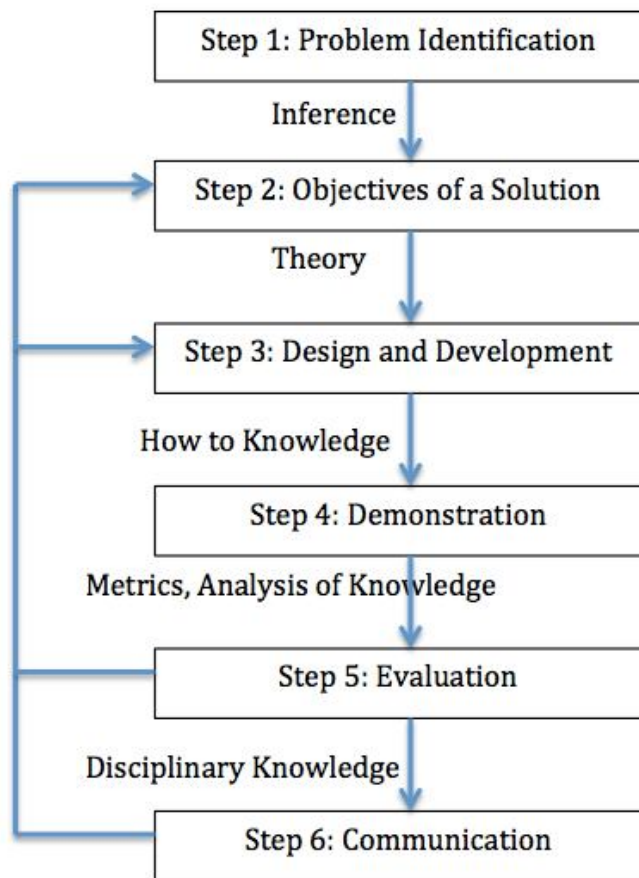 Step 1: Problem Identification
Inference
Step 2: Objectives of a Solution
Theory
Step 3: Design and Development
How to Knowledge
Step 4: Demonstration
Metrics, Analysis of Knowledge
Step 5: Evaluation
Disciplinary Knowledge
Step 6: Communication